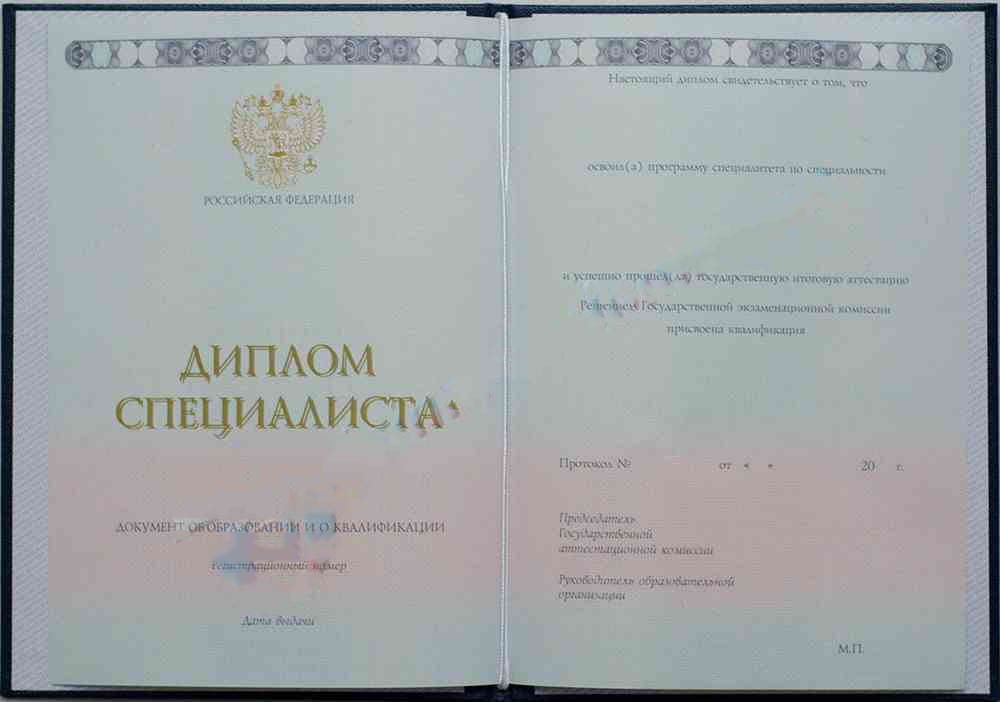 РОССИЙСКАЯ ФЕДЕРАЦИЯ
ДИПЛОМ
СПЕЦИАЛИСТА
ДОКУМЕНТ ОБ ОБРАЗОВАНИИ И О КВАЛИФИКАЦИИ
Регистрационный номер
Дата выдачи
Настоящий диплом свидетельствует о том, что
освоил(а) программу специалитета по специальности
и успешно прошел(ла) государственную итоговую аттестацию
Решением Государственной экзаменационной комиссии
присвоена квалификация
Протокол № от « » 20 г.
Председатель
Государственной
аттестационной комиссии
Руководитель образовательной
организации
М.П.